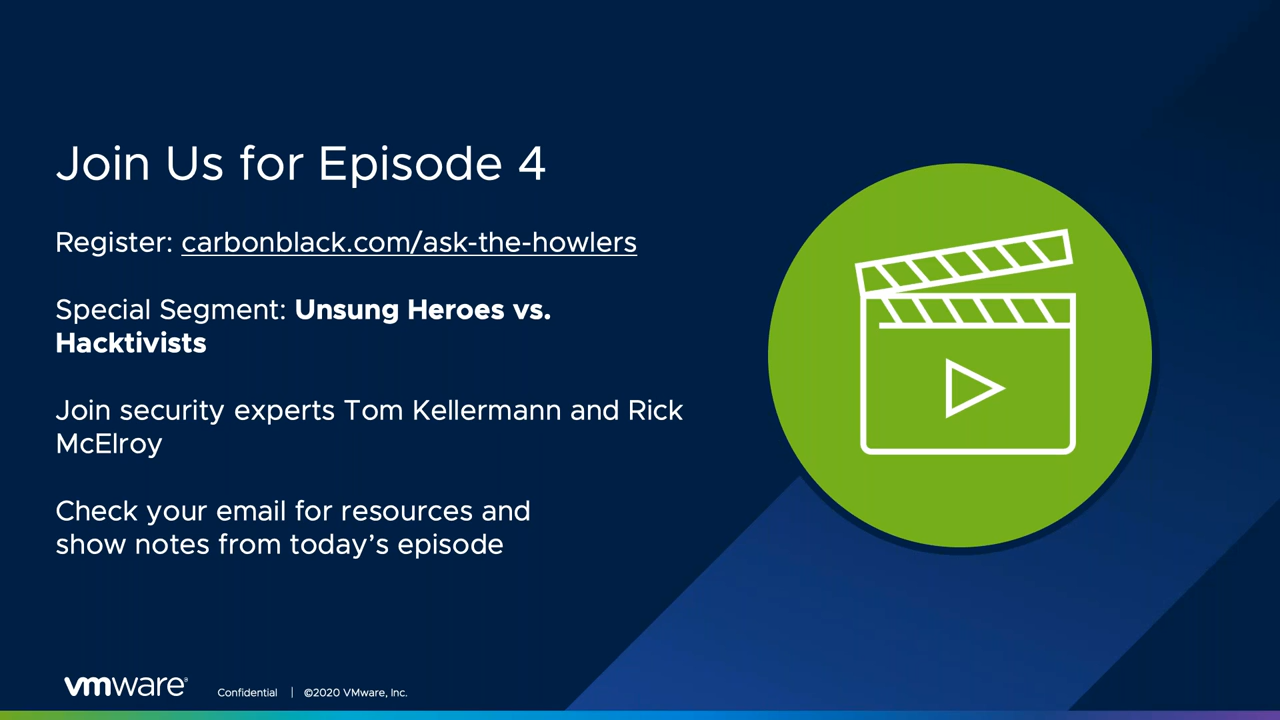 Join Us for Episode 4
Register: carbonblack.com/ask-the-howlers
Special Segment: Unsung Heroes vs.
Hacktivists
Join security experts Tom Kellermann and Rick
McElroy
Check your email for resources and
show notes from today’s episode
vmware®
Confidential | ©2020 VMware, Inc.